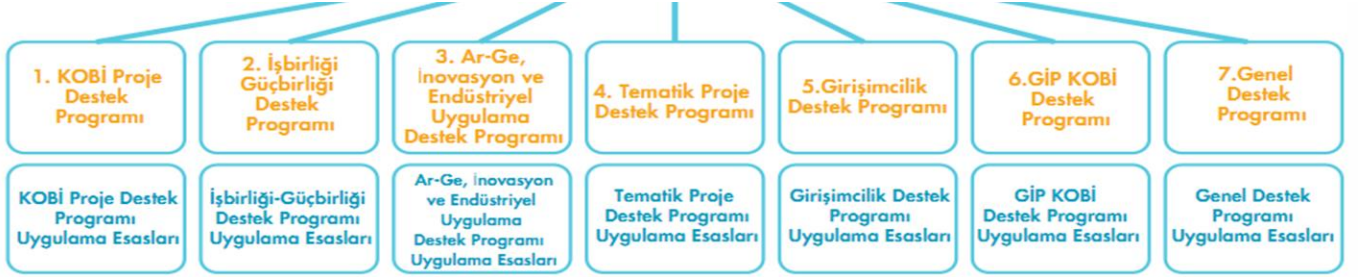 1. KOBİ Proje
Destek
Programı
2. İşbirliği
Güçbirliği
Destek
Programı
3. Ar-Ge,
İnovasyon ve
Endüstriyel
Uygulama
Destek Programı
4. Tematik Proje
Destek Programı
5.Girişimcilik
Destek Programı
6.GİP KOBİ
Destek
Programı
7.Genel
Destek
Programı
KOBİ Proje Destek
Programı
Uygulama Esasları
İşbirliği-Güçbirliği
Destek Programı
Uygulama Esasları
Ar-Ge, İnovasyon
ve Endüstriyel
Uygulama
Destek Programı
Uygulama Esasları
Tematik Proje
Destek Programı
Uygulama Esasları
Girişimcilik Destek
Programı
Uygulama Esasları
GİP KOBİ
Destek Programı
Uygulama Esasları
Genel Destek
Programı
Uygulama Esasları